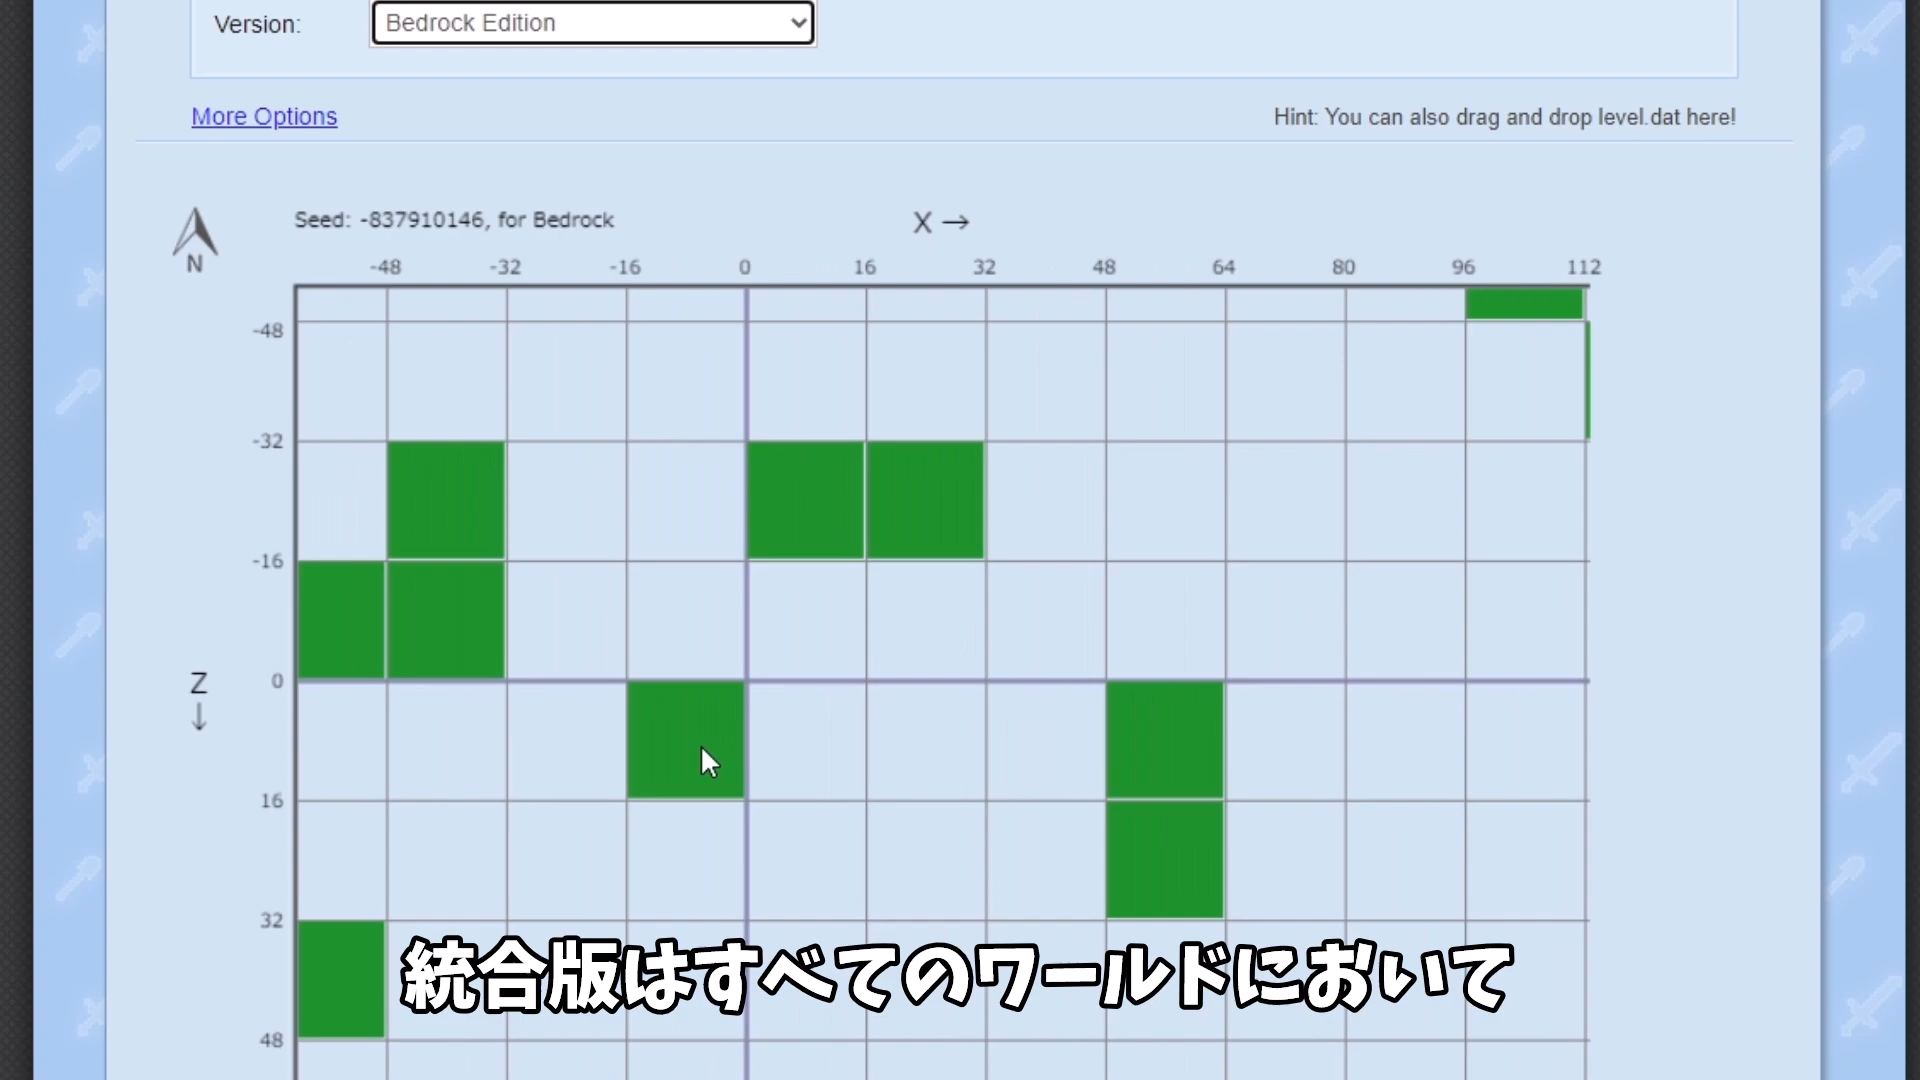 Version: Bedrock Edition
More Options
Hint: You can also drag and drop level.dat here!
Seed: -837910146, for Bedrock
X →
N
-48 -32 -16 0 16 32 48 64 80 96 112
-48
-32
-16
Z
0
↓
16
32
統合版はすべてのワールドにおいて
48